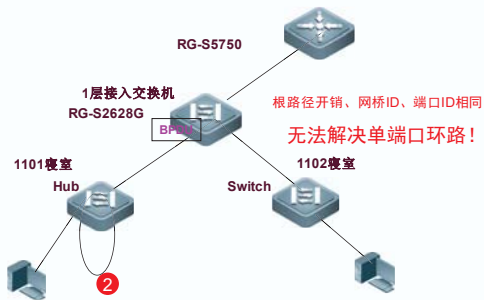 RG-S5750
1层接入交换机
RG-S2628G
根路径开销、网桥ID、端口ID相同
BPDU
无法解决单端口环路！
1101寝室
1102寝室
Hub
Switch
2